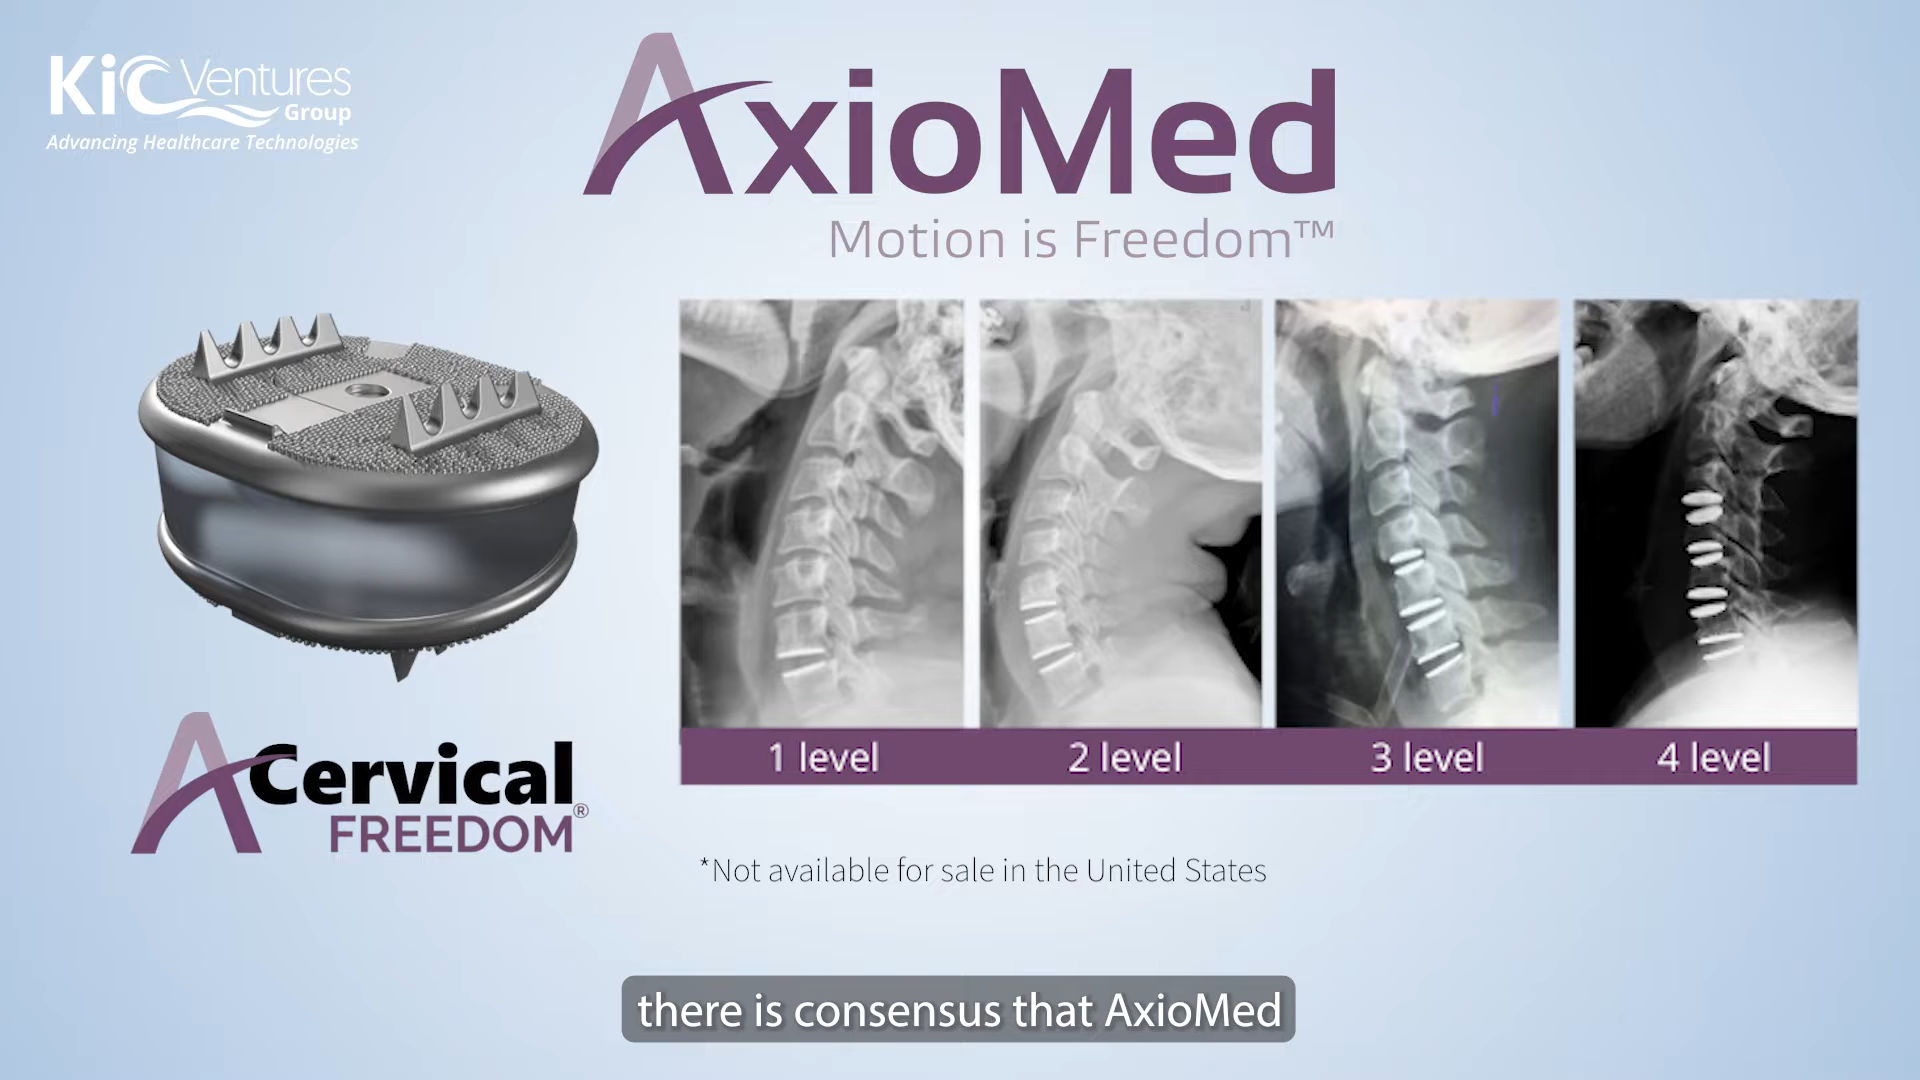 KiC Ventures
Group
Advancing Healthcare Technologies
AxioMed
Motion is Freedom™
Cervical
FREEDOM®
1 level
2 level
3 level
4 level
*Not available for sale in the United States
there is consensus that AxioMed